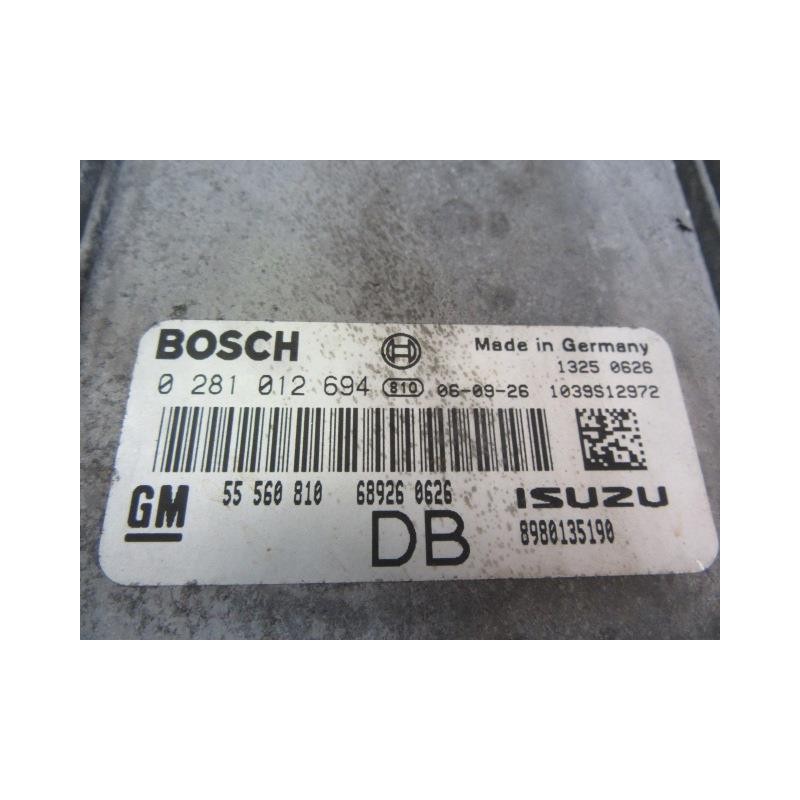 BOSCH Made in Germany
1325 0626
0 281 012 694 810 06-09-26 1039S12972
GM 55 560 810 68926 0626 ISUZU
DB 8980135190